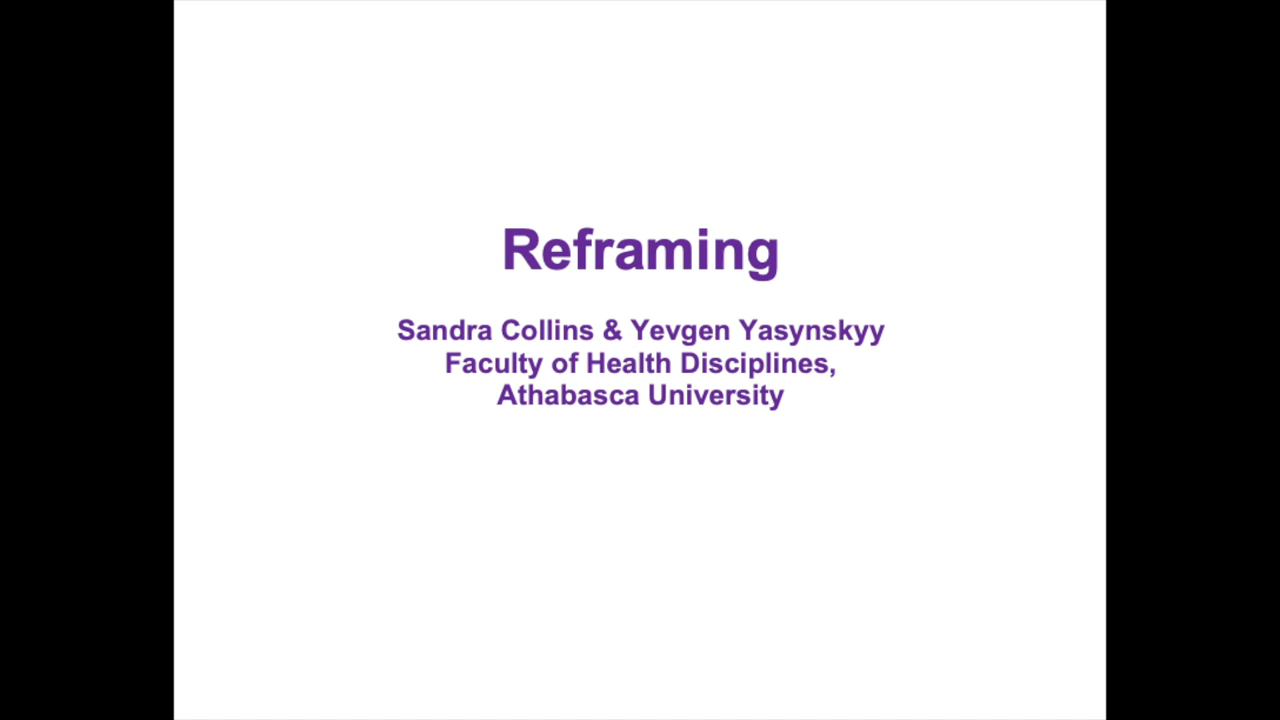 Reframing
Sandra Collins & Yevgen Yasynskyy
Faculty of Health Disciplines,
Athabasca University